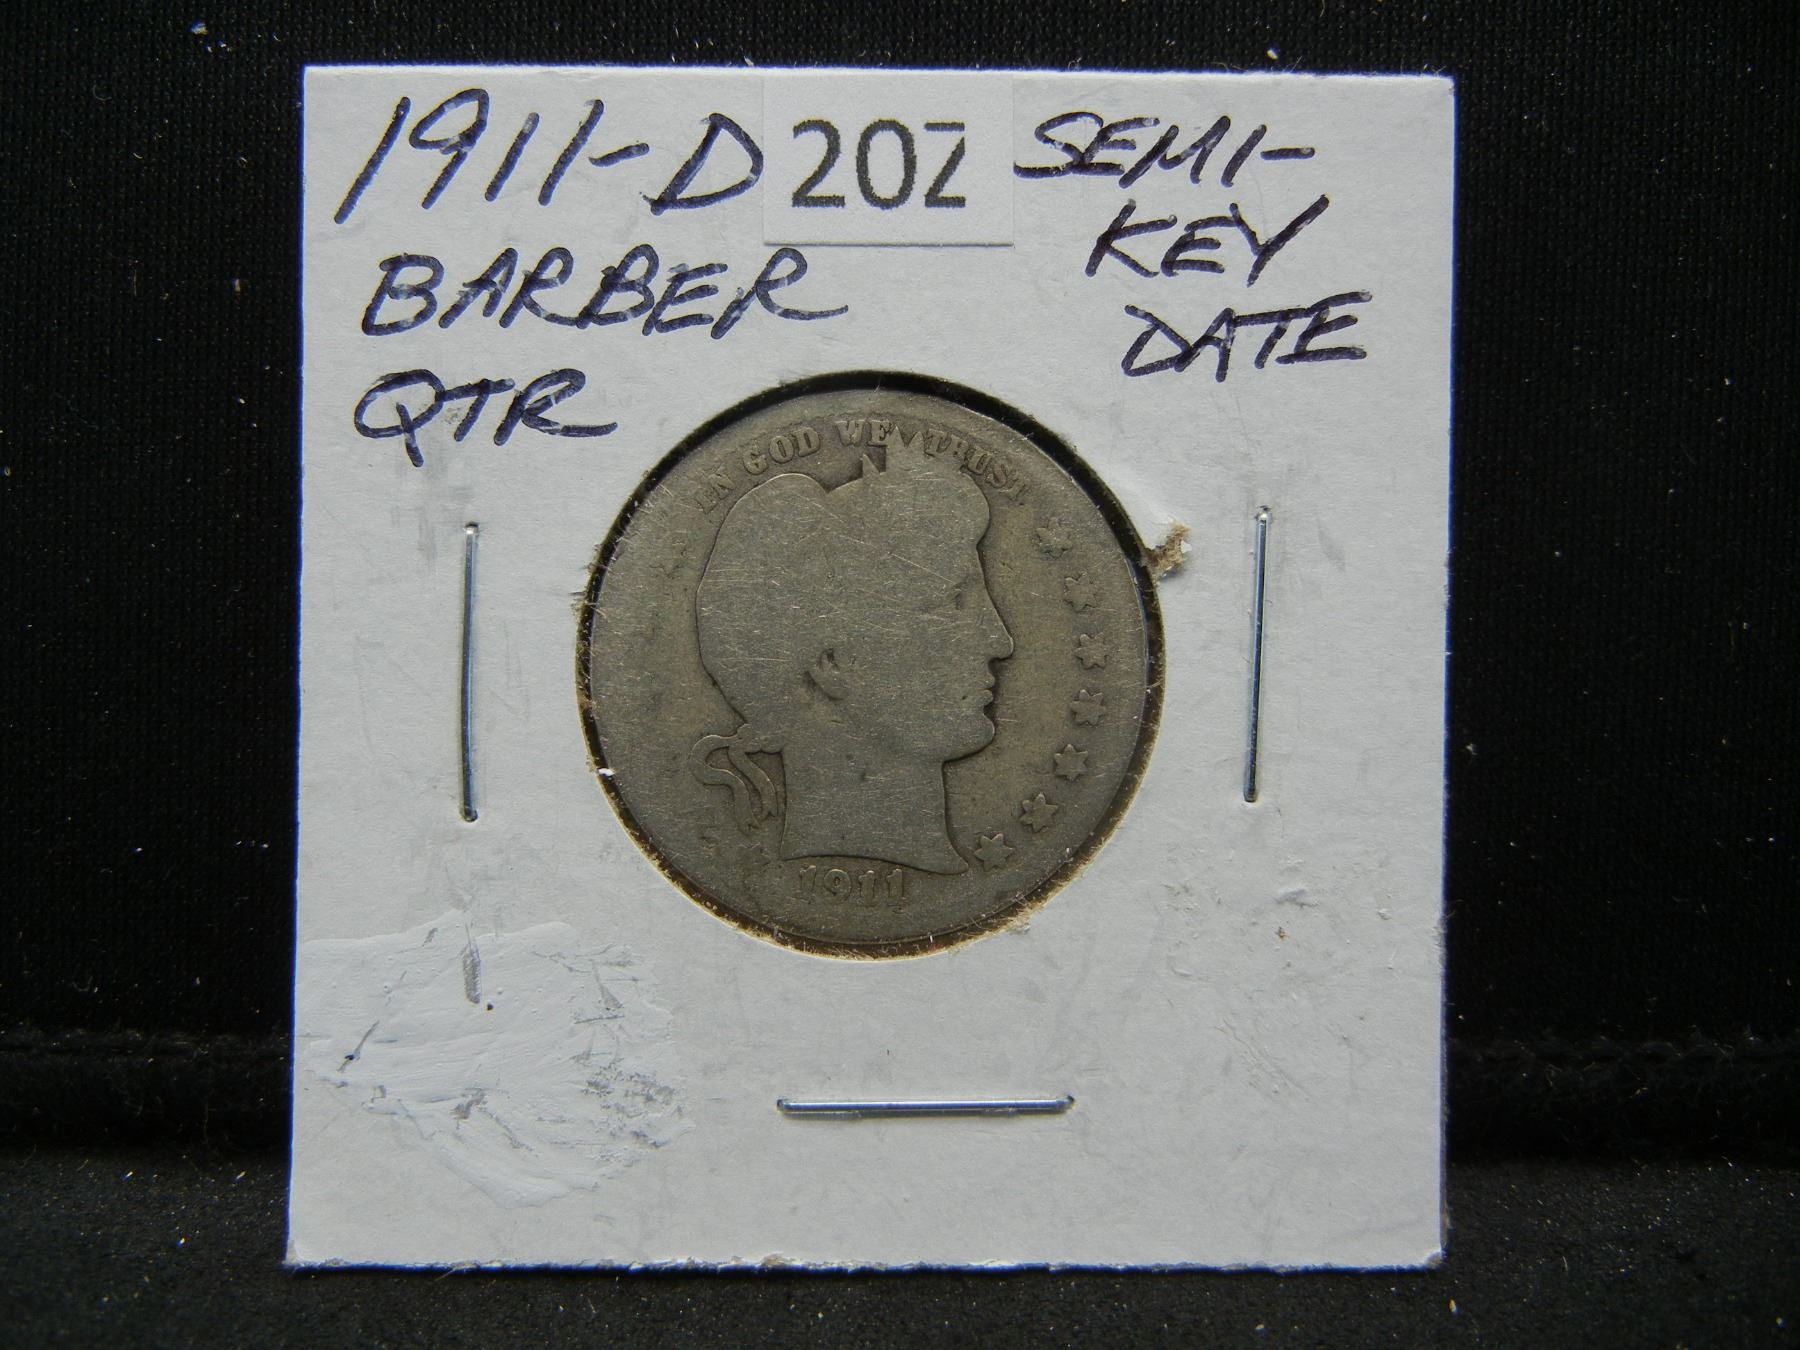 1911-D
BARBER
QTR
202
SEMI-
KEY
DATE
IN GOD WE TRUST
1911